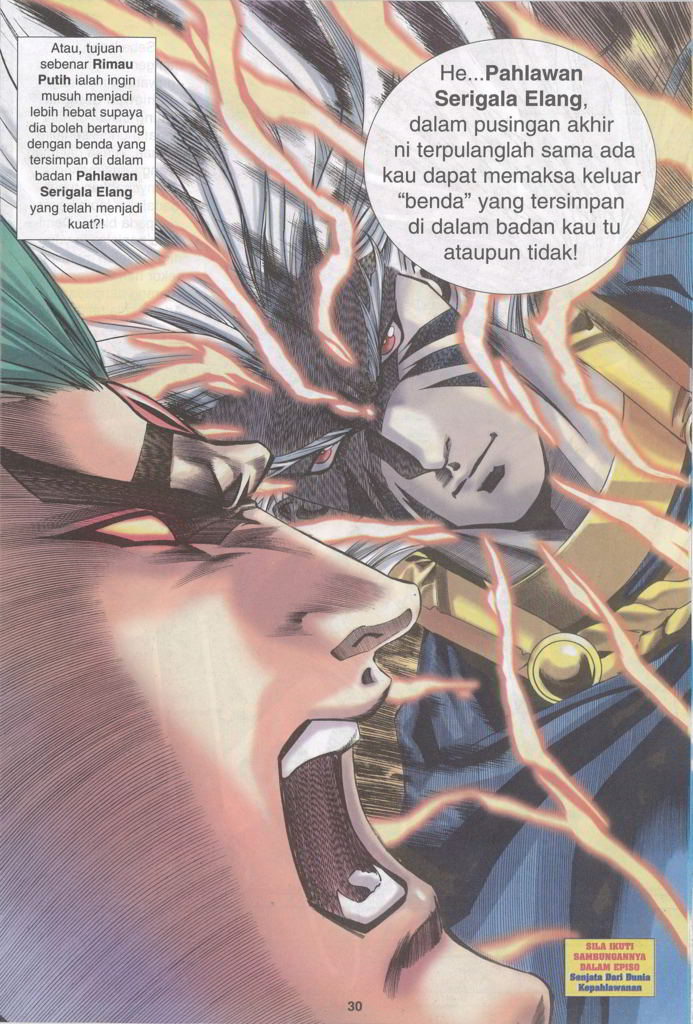 Atau, tujuan
sebenar Rimau
Putih ialah ingin
musuh menjadi
lebih hebat supaya
dia boleh bertarung
dengan benda yang
tersimpan di dalam
badan Pahlawan
Serigala Elang
yang telah menjadi
kuat?!
He...Pahlawan
Serigala Elang,
dalam pusingan akhir
ni terpulanglah sama ada
kau dapat memaksa keluar
“benda” yang tersimpan
di dalam badan kau tu
ataupun tidak!
SILA IKUTI
SAMBUNGANNYA
DALAM EPISO
Senjata Dari Dunia
Kepahlawanan
30